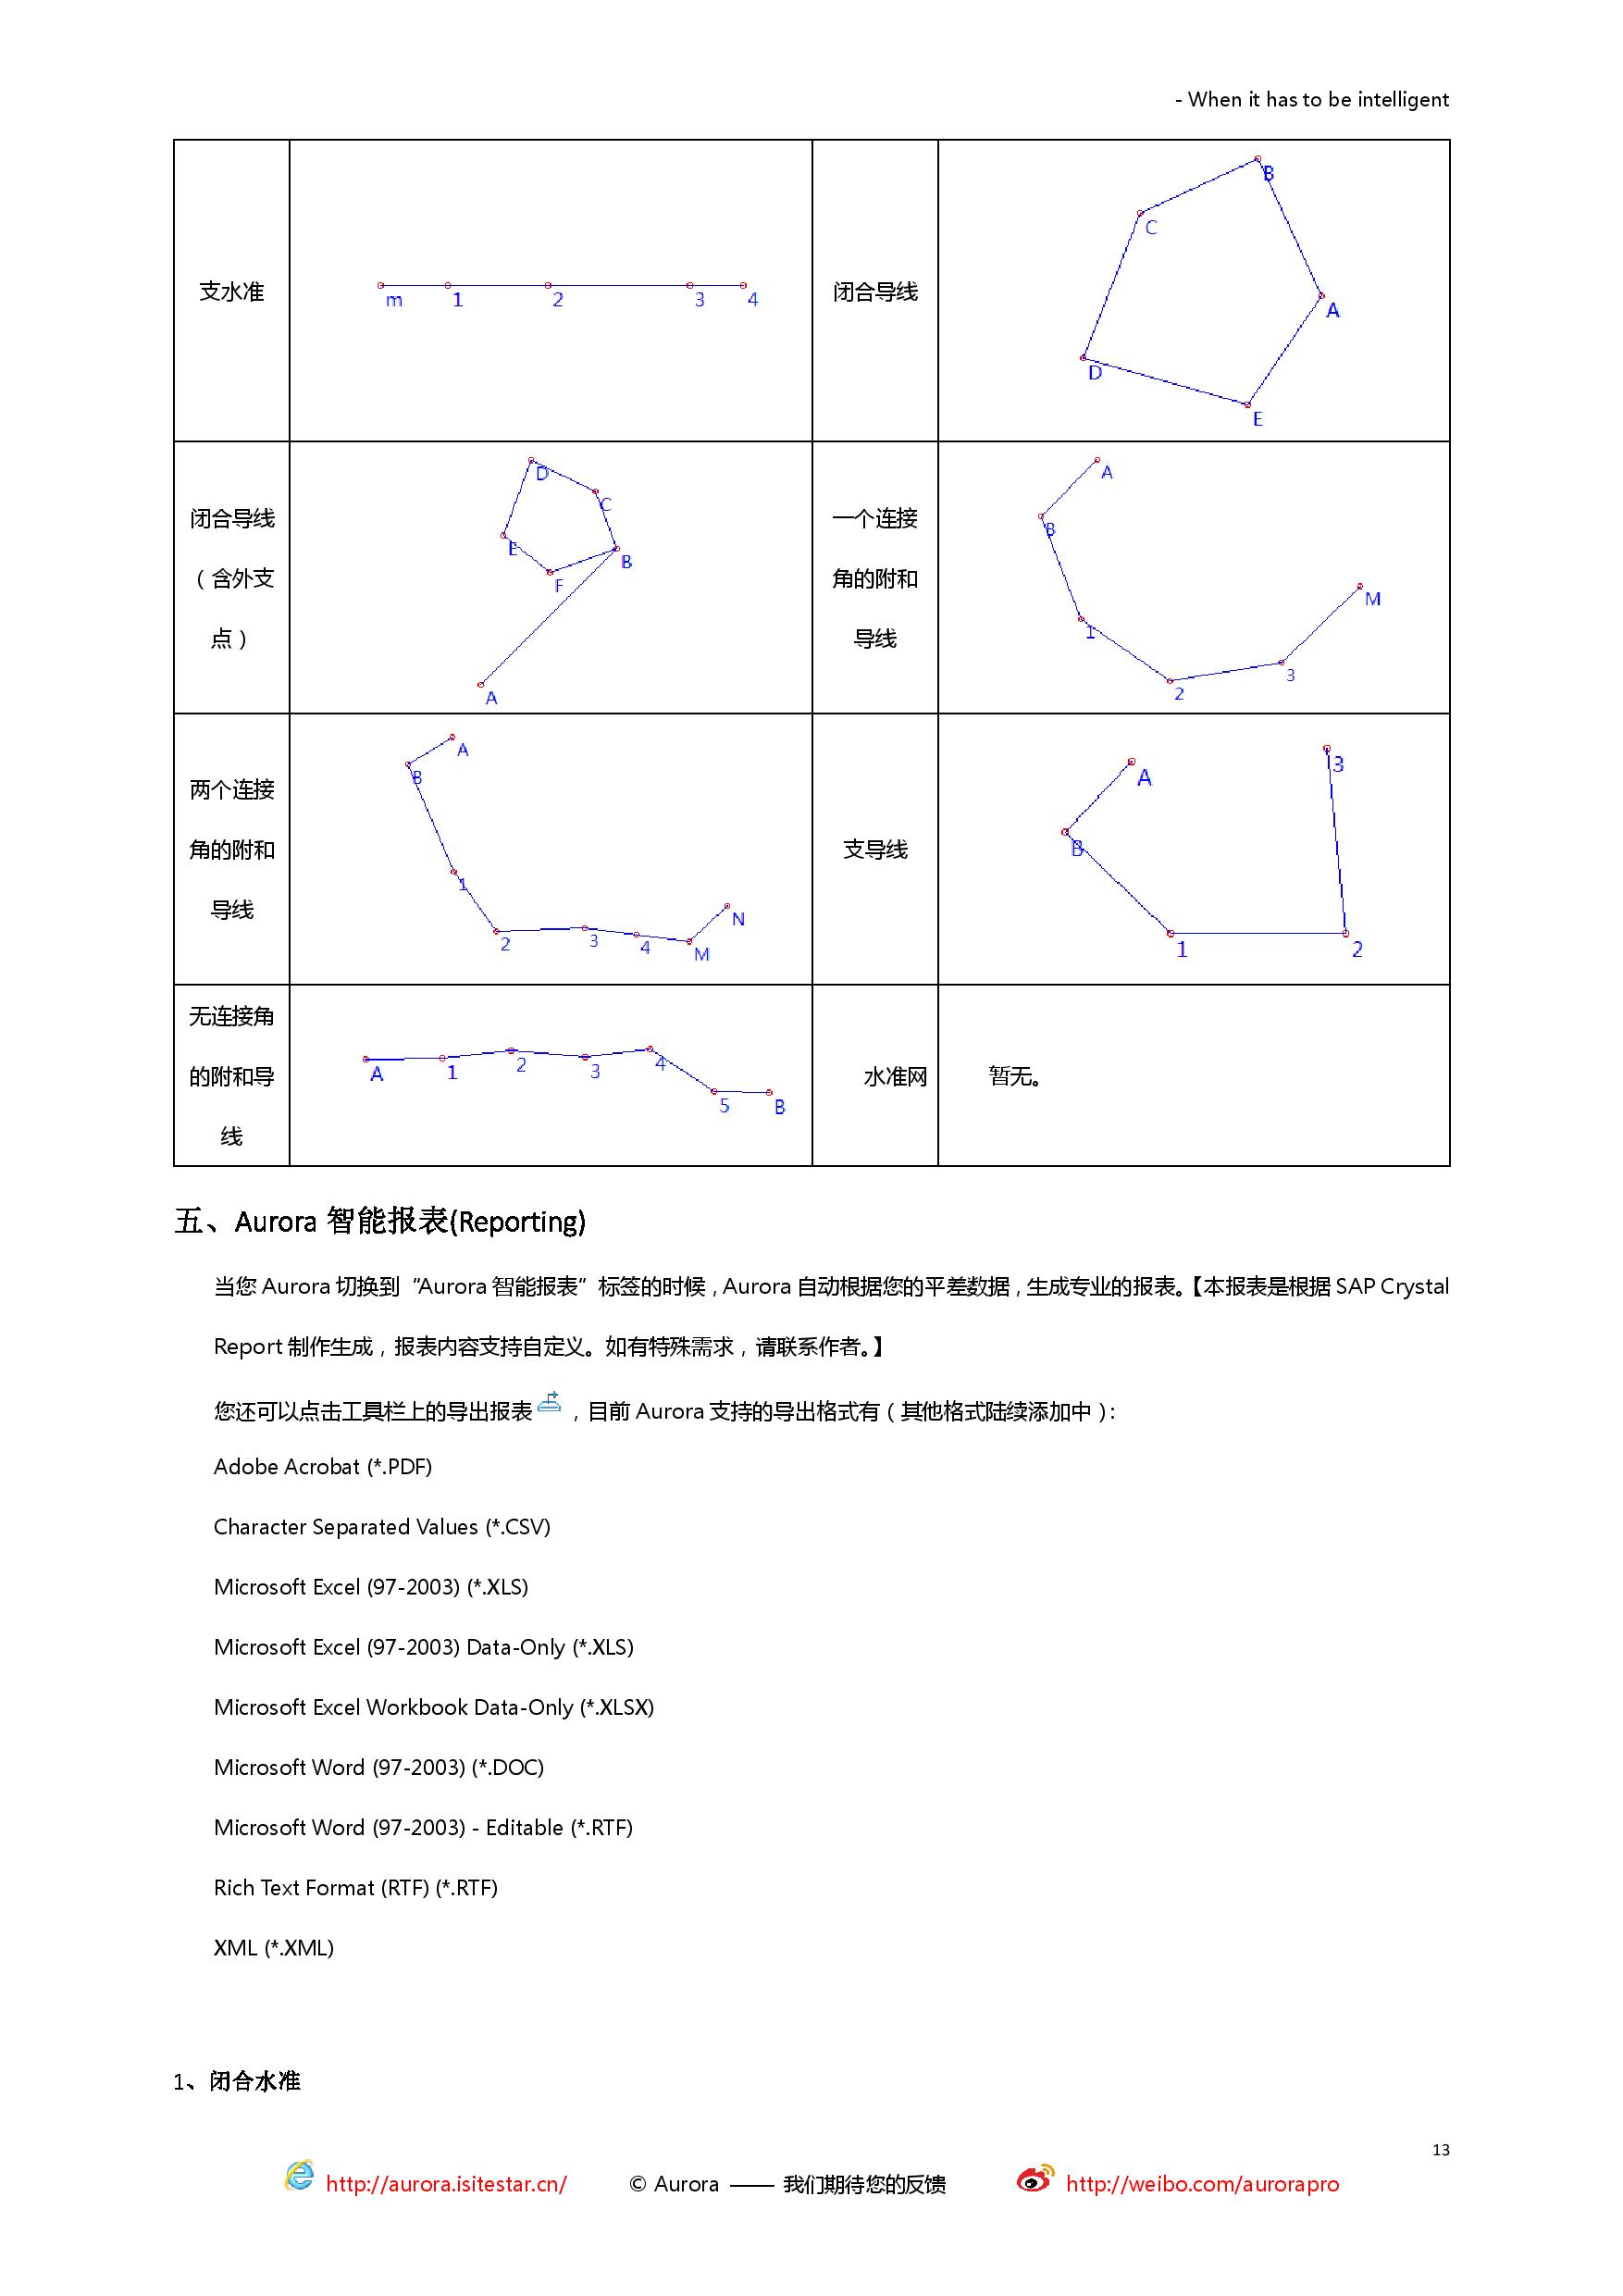 - When it has to be intelligent
支水准
m 1 2 3 4
闭合导线
B
C
A
D
E
闭合导线
（含外支
点）
D
C
E
B
F
A
一个连接
角的附和
导线
A
B
1
M
3
2
两个连接
角的附和
导线
A
B
1
N
2 3 4 M
支导线
3
A
B
1 2
无连接角
的附和导
线
A 1 2 3 4
5 B
水准网
暂无。
五、Aurora 智能报表(Reporting)
当您 Aurora 切换到“Aurora 智能报表”标签的时候，Aurora 自动根据您的平差数据，生成专业的报表。【本报表是根据 SAP Crystal
Report 制作生成，报表内容支持自定义。如有特殊需求，请联系作者。】
您还可以点击工具栏上的导出报表，目前 Aurora 支持的导出格式有（其他格式陆续添加中）：
Adobe Acrobat (*.PDF)
Character Separated Values (*.CSV)
Microsoft Excel (97-2003) (*.XLS)
Microsoft Excel (97-2003) Data-Only (*.XLS)
Microsoft Excel Workbook Data-Only (*.XLSX)
Microsoft Word (97-2003) (*.DOC)
Microsoft Word (97-2003) - Editable (*.RTF)
Rich Text Format (RTF) (*.RTF)
XML (*.XML)
1、闭合水准
13
http://aurora.isitestar.cn/ © Aurora —— 我们期待您的反馈 http://weibo.com/aurorapro